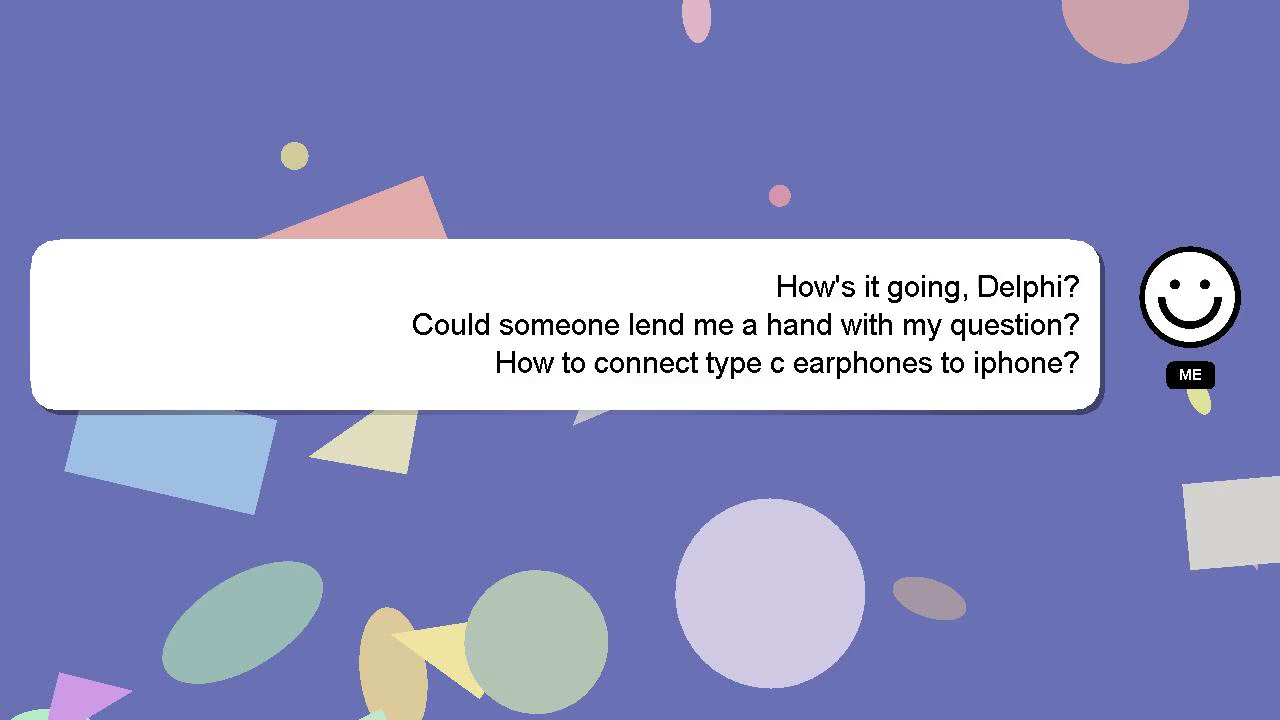 How's it going, Delphi?
Could someone lend me a hand with my question?
How to connect type c earphones to iphone?
ME